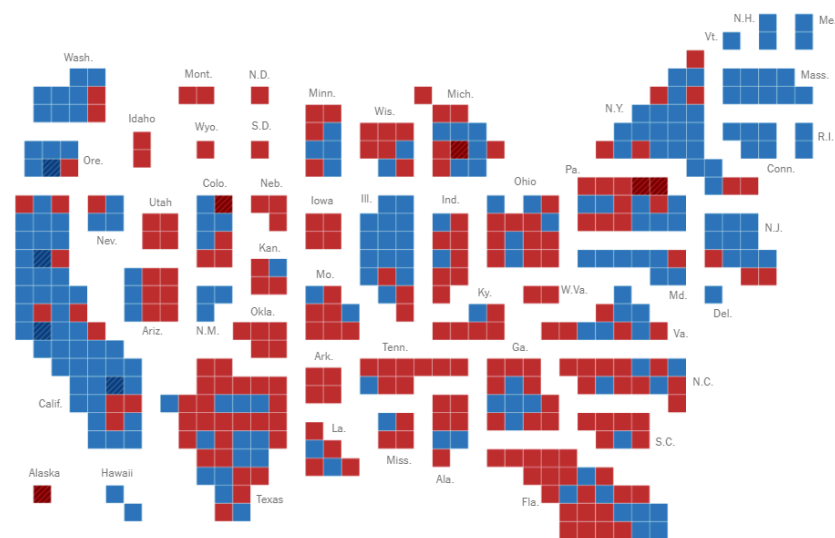 N.H.
Me
Vt.
Wash.
Mont.
N.D.
Mich.
Mass.
Minn.
Wis.
N.Y.
Idaho
Wyo.
S.D.
R.I.
Ore.
Conn.
Pa.
Utah
Colo.
Neb.
Iowa
Ill.
Ind.
Ohio
Nev.
N.J.
Kan.
Mo.
Ky.
W.Va.
Md.
Okla.
Del.
Ariz.
N.M.
Va.
Ark.
Tenn.
Ga.
Calif.
N.C.
La.
S.C.
Miss.
Ala.
Alaska
Hawaii
Texas
Fla.